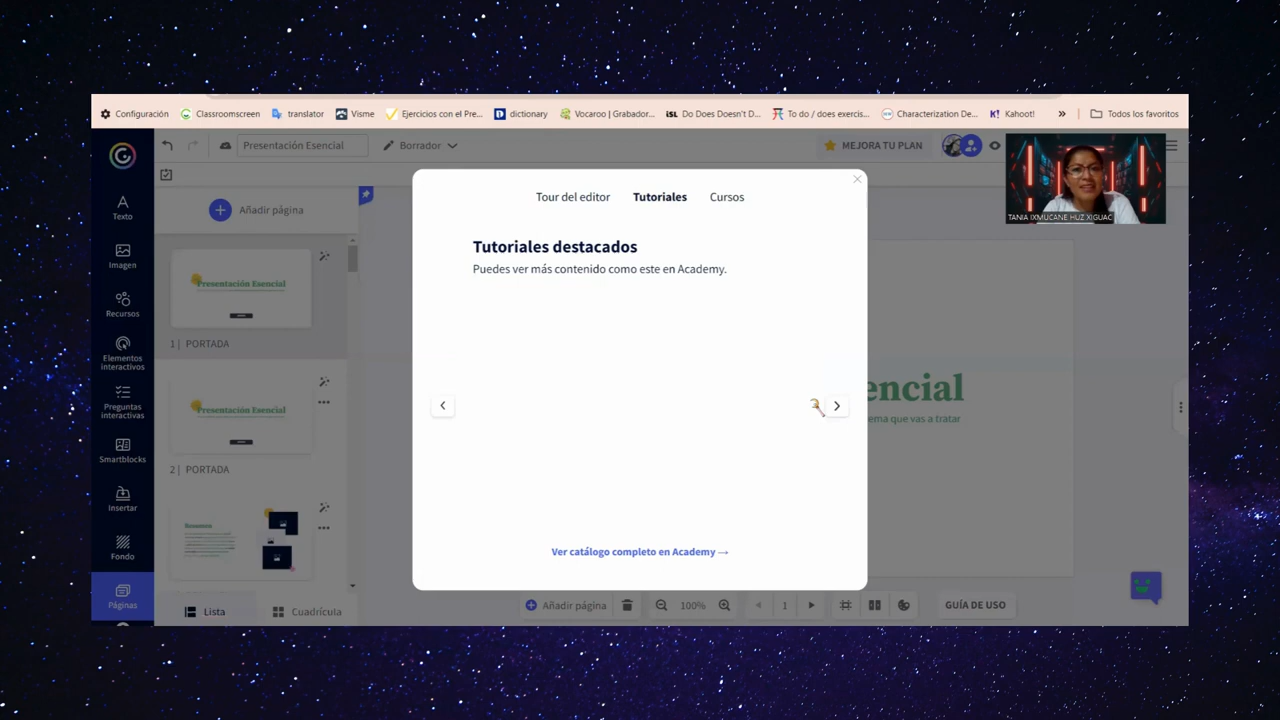 Configuración
Classroomscreen
translator
Visme
Ejercicios con el Pre...
dictionary
Vocaroo | Grabador...
iSL Do Does Doesn't D...
To do / does exercis...
Characterization De...
K! Kahoot!
»
Todos los favoritos
Presentación Esencial
Borrador
MEJORA TU PLAN
TANIA IXMUCANE HUZ XIGUAC
Texto
Imagen
Recursos
Elementos
interactivos
Preguntas
interactivas
Smartblocks
Insertar
Fondo
Páginas
Añadir página
Presentación Esencial
1 | PORTADA
Presentación Esencial
2 | PORTADA
Lista
Cuadrícula
Tour del editor
Tutoriales
Cursos
Tutoriales destacados
Puedes ver más contenido como este en Academy.
Ver catálogo completo en Academy →
encial
ema que vas a tratar
Añadir página
100%
1
GUÍA DE USO